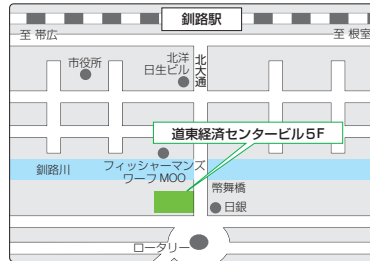 釧路駅
至 帯広
至 根室
市役所
北洋
日生ビル
北大通
道東経済センタービル5F
釧路川
フィッシャーマンズ
ワーフ MOO
幣舞橋
日銀
ロータリー